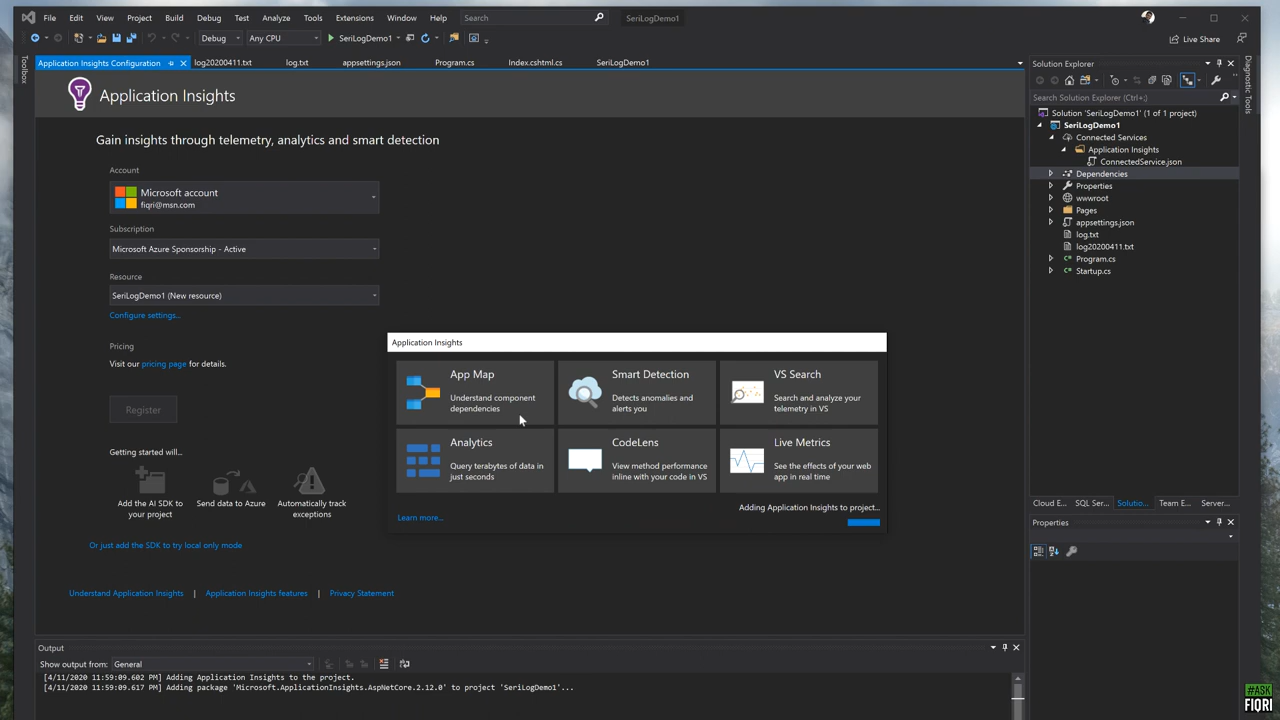 File Edit View Project Build Debug Test Analyze Tools Extensions Window Help Search SeriLogDemo1
Debug Any CPU SeriLogDemo1 Live Share
Toolbox
Application Insights Configuration log20200411.txt log.txt appsettings.json Program.cs Index.cshtml.cs SeriLogDemo1
Application Insights
Gain insights through telemetry, analytics and smart detection
Account
Microsoft account
fiqri@msn.com
Subscription
Microsoft Azure Sponsorship - Active
Resource
SeriLogDemo1 (New resource)
Configure settings...
Pricing
Visit our pricing page for details.
Register
Getting started will...
Add the AI SDK to
your project
Send data to Azure
Automatically track
exceptions
Or just add the SDK to try local only mode
Understand Application Insights | Application Insights features | Privacy Statement
Application Insights
App Map
Understand component
dependencies
Smart Detection
Detects anomalies and
alerts you
VS Search
Search and analyze your
telemetry in VS
Analytics
Query terabytes of data in
just seconds
CodeLens
View method performance
inline with your code in VS
Live Metrics
See the effects of your web
app in real time
Adding Application Insights to project...
Learn more...
Output
Show output from: General
[4/11/2020 11:59:09.602 PM] Adding Application Insights to the project.
[4/11/2020 11:59:09.617 PM] Adding package 'Microsoft.ApplicationInsights.AspNetCore.2.12.0' to project 'SeriLogDemo1'...
Solution Explorer
Search Solution Explorer (Ctrl+;)
Solution 'SeriLogDemo1' (1 of 1 project)
SeriLogDemo1
Connected Services
Application Insights
ConnectedService.json
Dependencies
Properties
wwwroot
Pages
appsettings.json
log.txt
log20200411.txt
Program.cs
Startup.cs
Cloud E... SQL Ser... Solutio... Team E... Server...
Properties
Diagnostic Tools
#ASK
FIQRI